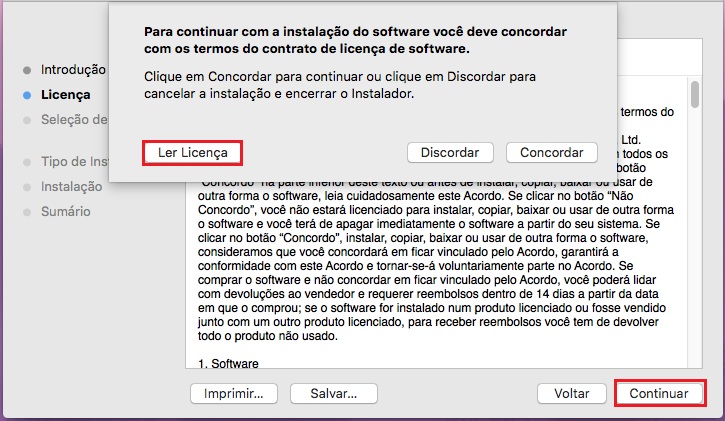 Para continuar com a instalação do software você deve concordar
com os termos do contrato de licença de software.
Clique em Concordar para continuar ou clique em Discordar para
cancelar a instalação e encerrar o Instalador.
Ler Licença
Discordar
Concordar
Introdução
Licença
Seleção de
Tipo de Inst
Instalação
Sumário
termos do
Ltd.
todos os
botão
"Concordo" na parte inferior deste texto ou antes de instalar, copiar, baixar ou usar de
outra forma o software, leia cuidadosamente este Acordo. Se clicar no botão “Não
Concordo”, você não estará licenciado para instalar, copiar, baixar ou usar de outra forma
o software e você terá de apagar imediatamente o software a partir do seu sistema. Se
clicar no botão “Concordo”, instalar, copiar, baixar ou usar de outra forma o software,
consideramos que você concordará em ficar vinculado pelo Acordo, garantirá a
conformidade com este Acordo e tornar-se-á voluntariamente parte no Acordo. Se
comprar o software e não concordar em ficar vinculado pelo Acordo, você poderá lidar
com devoluções ao vendedor e requerer reembolsos dentro de 14 dias a partir da data
em que o comprou; se o software for instalado num produto licenciado ou fosse vendido
junto com um outro produto licenciado, para receber reembolsos você tem de devolver
todo o produto não usado.
1. Software
Imprimir...
Salvar...
Voltar
Continuar